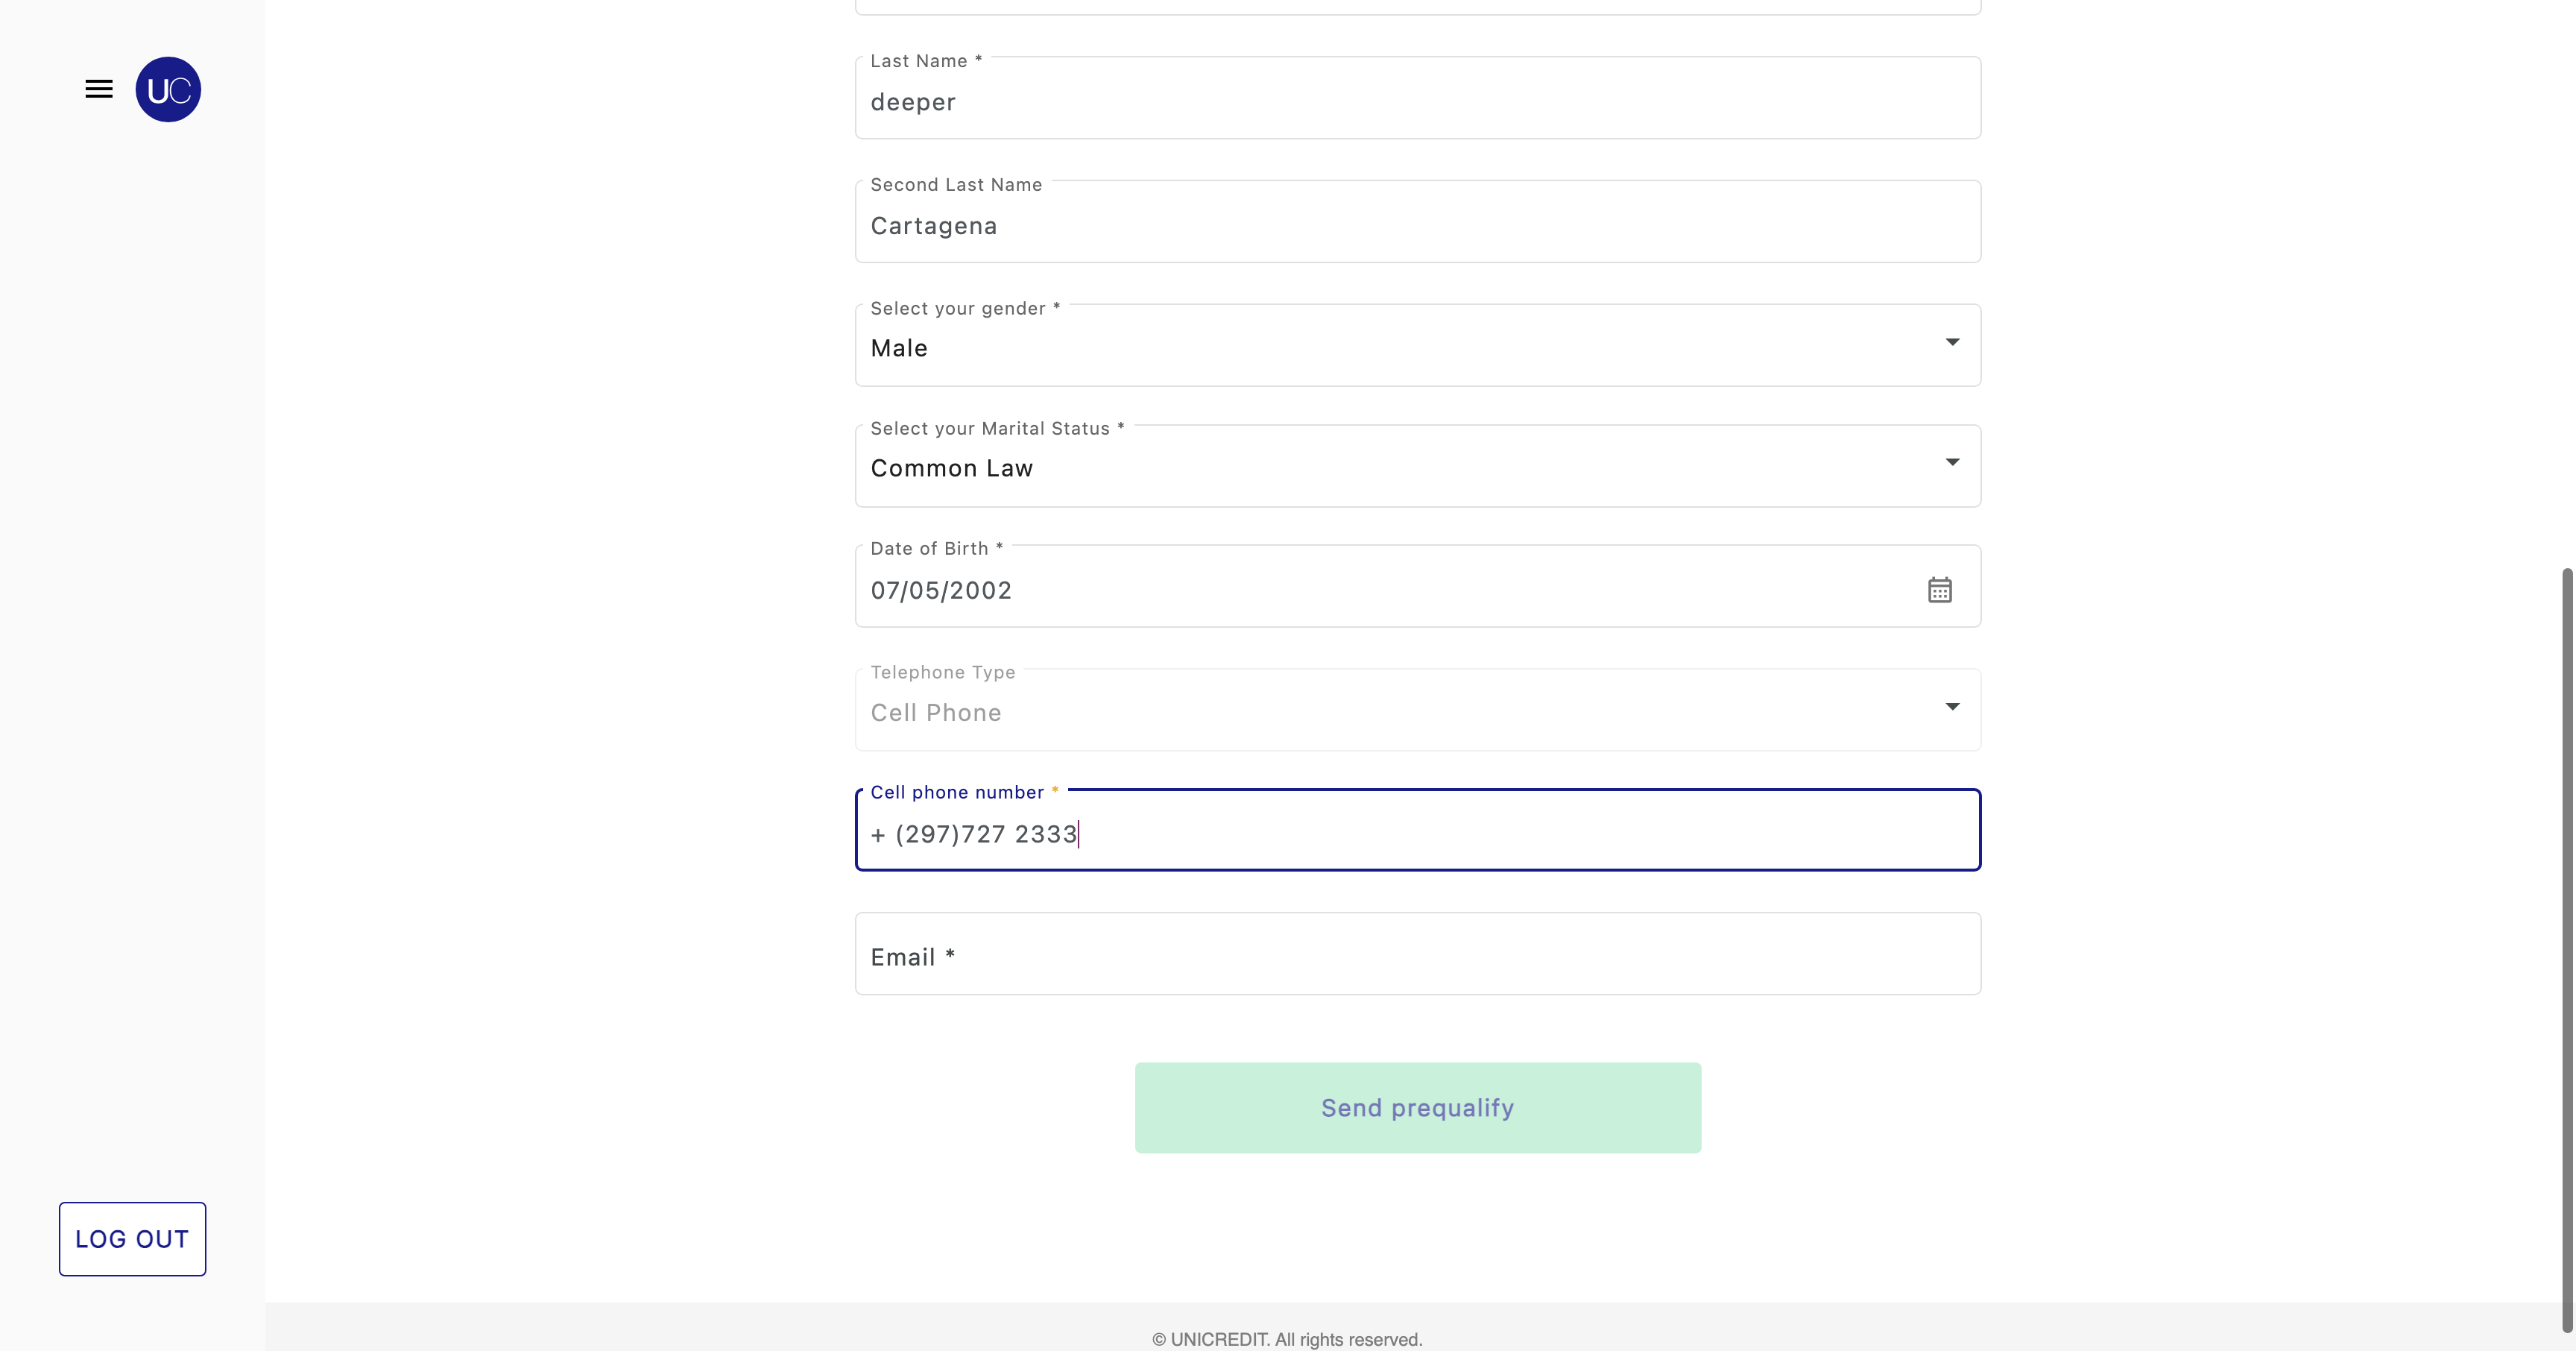 UC
Last Name *
deeper
Second Last Name
Cartagena
Select your gender *
Male
Select your Marital Status *
Common Law
Date of Birth *
07/05/2002
Telephone Type
Cell Phone
Cell phone number *
+ (297)727 2333
Email *
Send prequalify
LOG OUT
© UNICREDIT. All rights reserved.